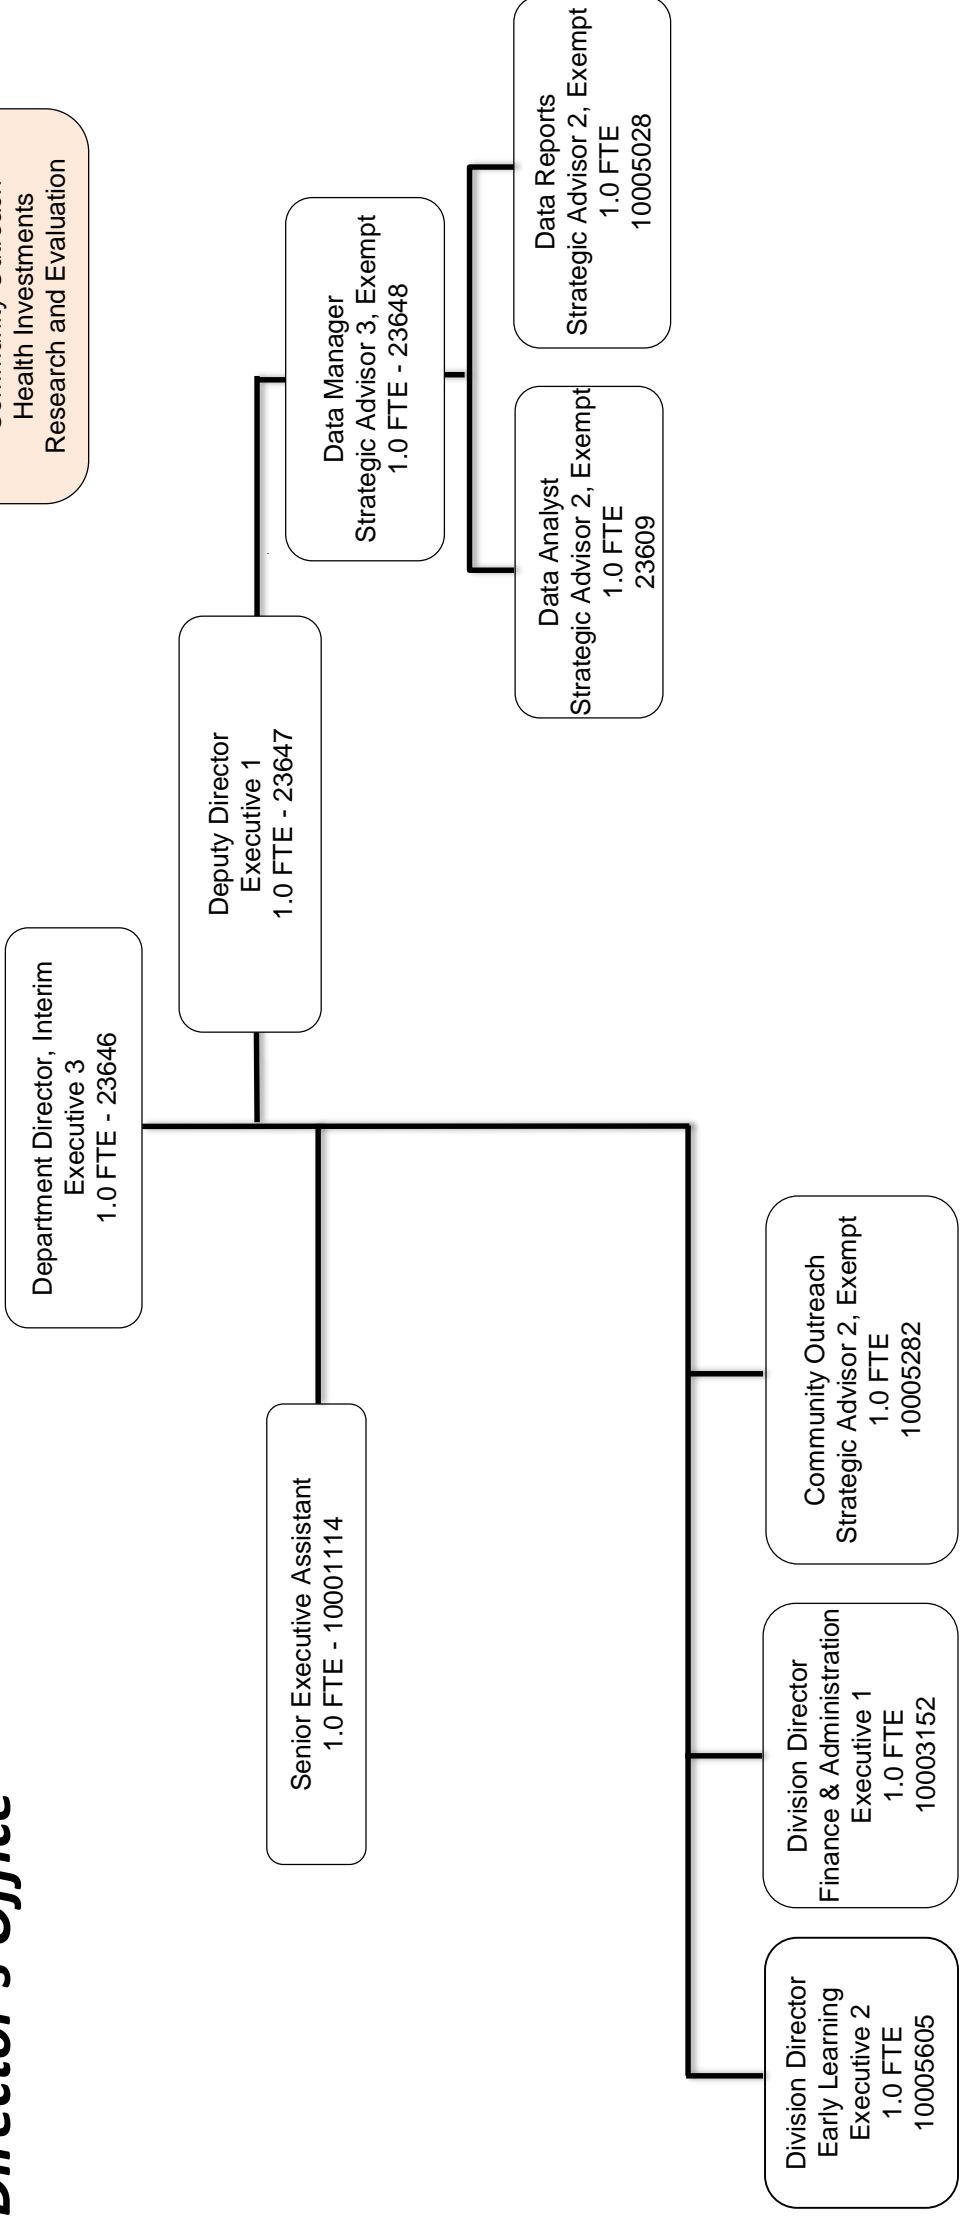 Director's Office
Health Investments
Research and Evaluation
Department Director, Interim
Executive 3
1.0 FTE - 23646
Deputy Director
Executive 1
1.0 FTE - 23647
Senior Executive Assistant
1.0 FTE - 10001114
Data Manager
Strategic Advisor 3, Exempt
1.0 FTE - 23648
Data Analyst
Strategic Advisor 2, Exempt
1.0 FTE
23609
Data Reports
Strategic Advisor 2, Exempt
1.0 FTE
10005028
Division Director
Early Learning
Executive 2
1.0 FTE
10005605
Division Director
Finance & Administration
Executive 1
1.0 FTE
10003152
Community Outreach
Strategic Advisor 2, Exempt
1.0 FTE
10005282